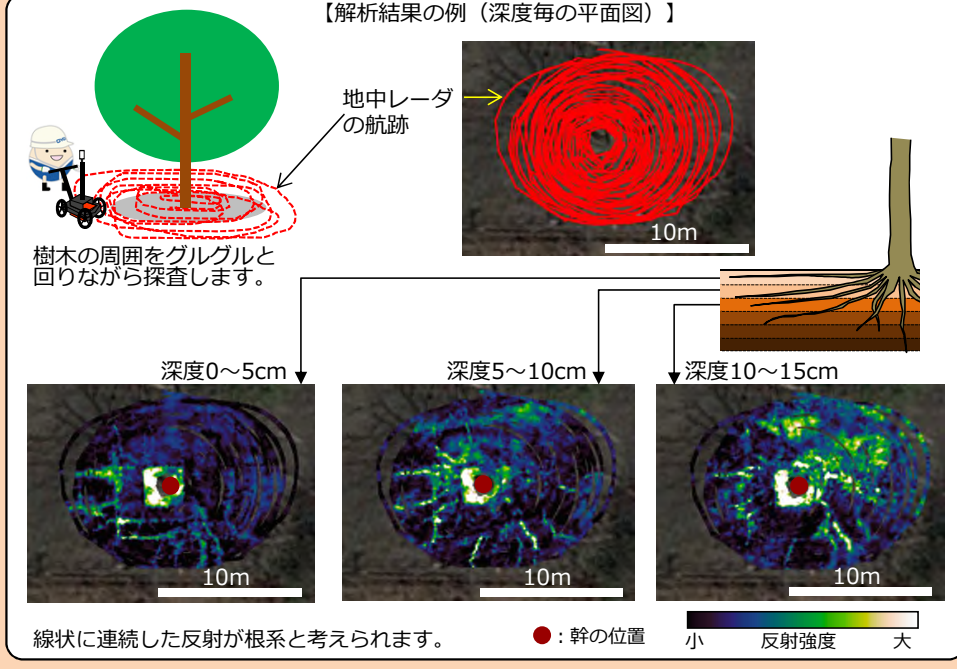 【解析結果の例（深度毎の平面図）】
地中レーダ
の航跡
10m
樹木の周囲をグルグルと
回りながら探査します。
深度0～5cm
深度5～10cm
深度10～15cm
10m
10m
10m
線状に連続した反射が根系と考えられます。
：幹の位置
小 反射強度 大